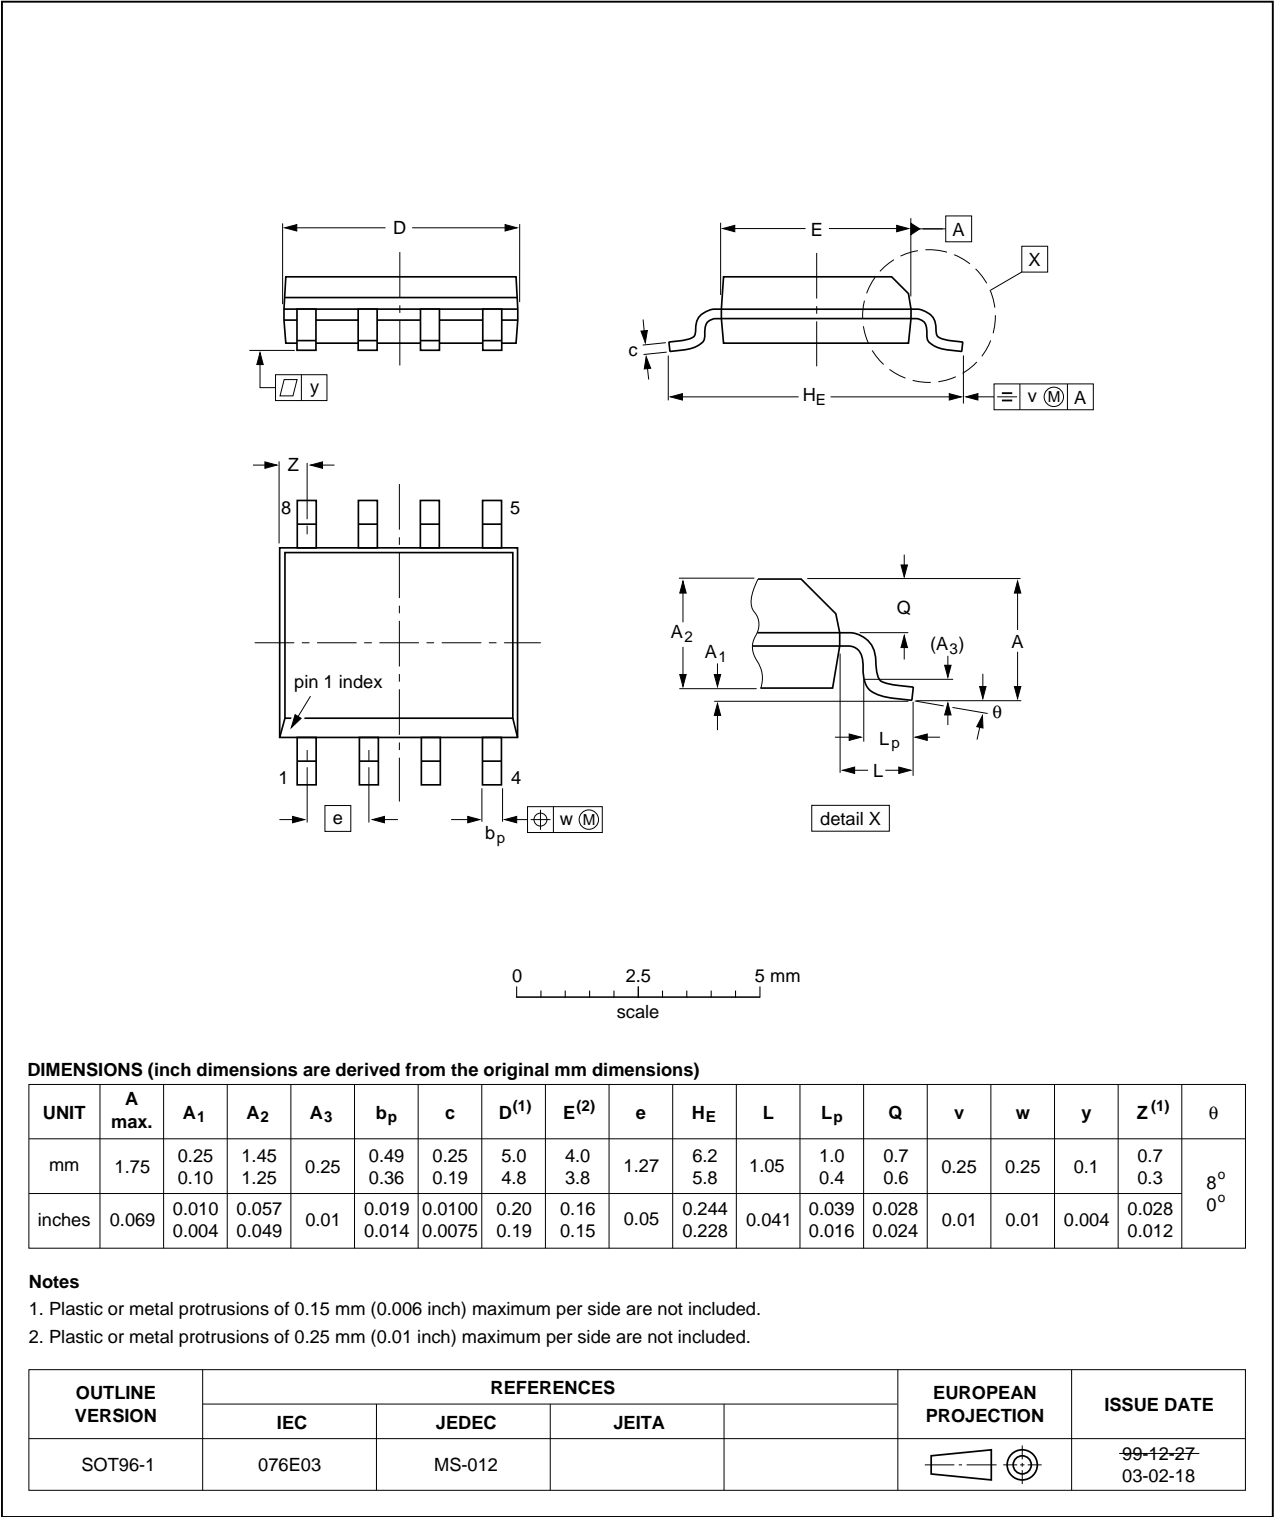 D
E
A
X
c
y
HE
v M A
Z
8
5
pin 1 index
1
4
e
bp
w M
A2
A1
Q
(A3)
A
θ
Lp
L
detail X
0 2.5 5 mm
scale
DIMENSIONS (inch dimensions are derived from the original mm dimensions)
UNIT A max. A1 A2 A3 bp c D(1) E(2) e HE L Lp Q v w y Z(1) θ
mm 1.75 0.25 0.10 1.45 1.25 0.25 0.49 0.36 0.25 0.19 5.0 4.8 4.0 3.8 1.27 6.2 5.8 1.05 1.0 0.4 0.7 0.6 0.25 0.25 0.1 0.7 0.3 8o 0o
inches 0.069 0.010 0.004 0.057 0.049 0.01 0.019 0.014 0.0100 0.0075 0.20 0.19 0.16 0.15 0.05 0.244 0.228 0.041 0.039 0.016 0.028 0.024 0.01 0.01 0.004 0.028 0.012
Notes
1. Plastic or metal protrusions of 0.15 mm (0.006 inch) maximum per side are not included.
2. Plastic or metal protrusions of 0.25 mm (0.01 inch) maximum per side are not included.
OUTLINE VERSION REFERENCES EUROPEAN PROJECTION ISSUE DATE
IEC JEDEC JEITA
SOT96-1 076E03 MS-012 99-12-27
03-02-18